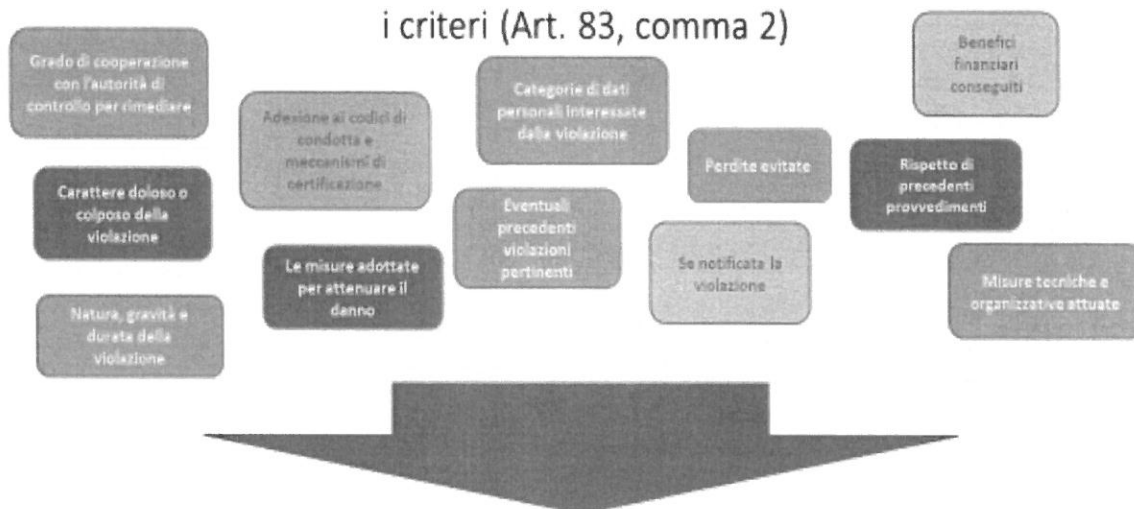 i criteri (Art. 83, comma 2)
Grado di cooperazione
con l'autorità di
controllo per rimediare
Adesione ai codici di
condotta e
meccanismi di
certificazione
Categorie di dati
personali interessate
dalla violazione
Benefici
finanziari
conseguiti
Perdite evitate
Rispetto di
precedenti
provvedimenti
Carattere doloso o
colposo della
violazione
Eventuali
precedenti
violazioni
pertinenti
Le misure adottate
per attenuare il
danno
Se notificata la
violazione
Misure tecniche e
organizzative attuate
Natura, gravità e
durata della
violazione